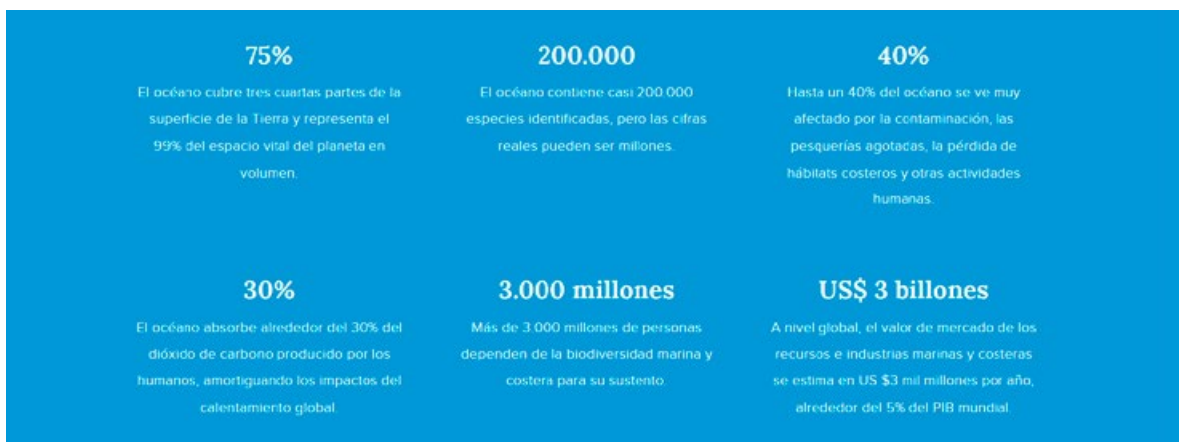 75%
El océano cubre tres cuartas partes de la
superficie de la Tierra y representa el
99% del espacio vital del planeta en
volumen.
200.000
El océano contiene casi 200.000
especies identificadas, pero las cifras
reales pueden ser millones.
40%
Hasta un 40% del océano se ve muy
afectado por la contaminación, las
pesquerías agotadas, la pérdida de
hábitats costeros y otras actividades
humanas.
30%
El océano absorbe alrededor del 30% del
dióxido de carbono producido por los
humanos, amortiguando los impactos del
calentamiento global.
3.000 millones
Más de 3.000 millones de personas
dependen de la biodiversidad marina y
costera para su sustento.
US$ 3 billones
A nivel global, el valor de mercado de los
recursos e industrias marinas y costeras
se estima en US $3 mil millones por año,
alrededor del 5% del PIB mundial.